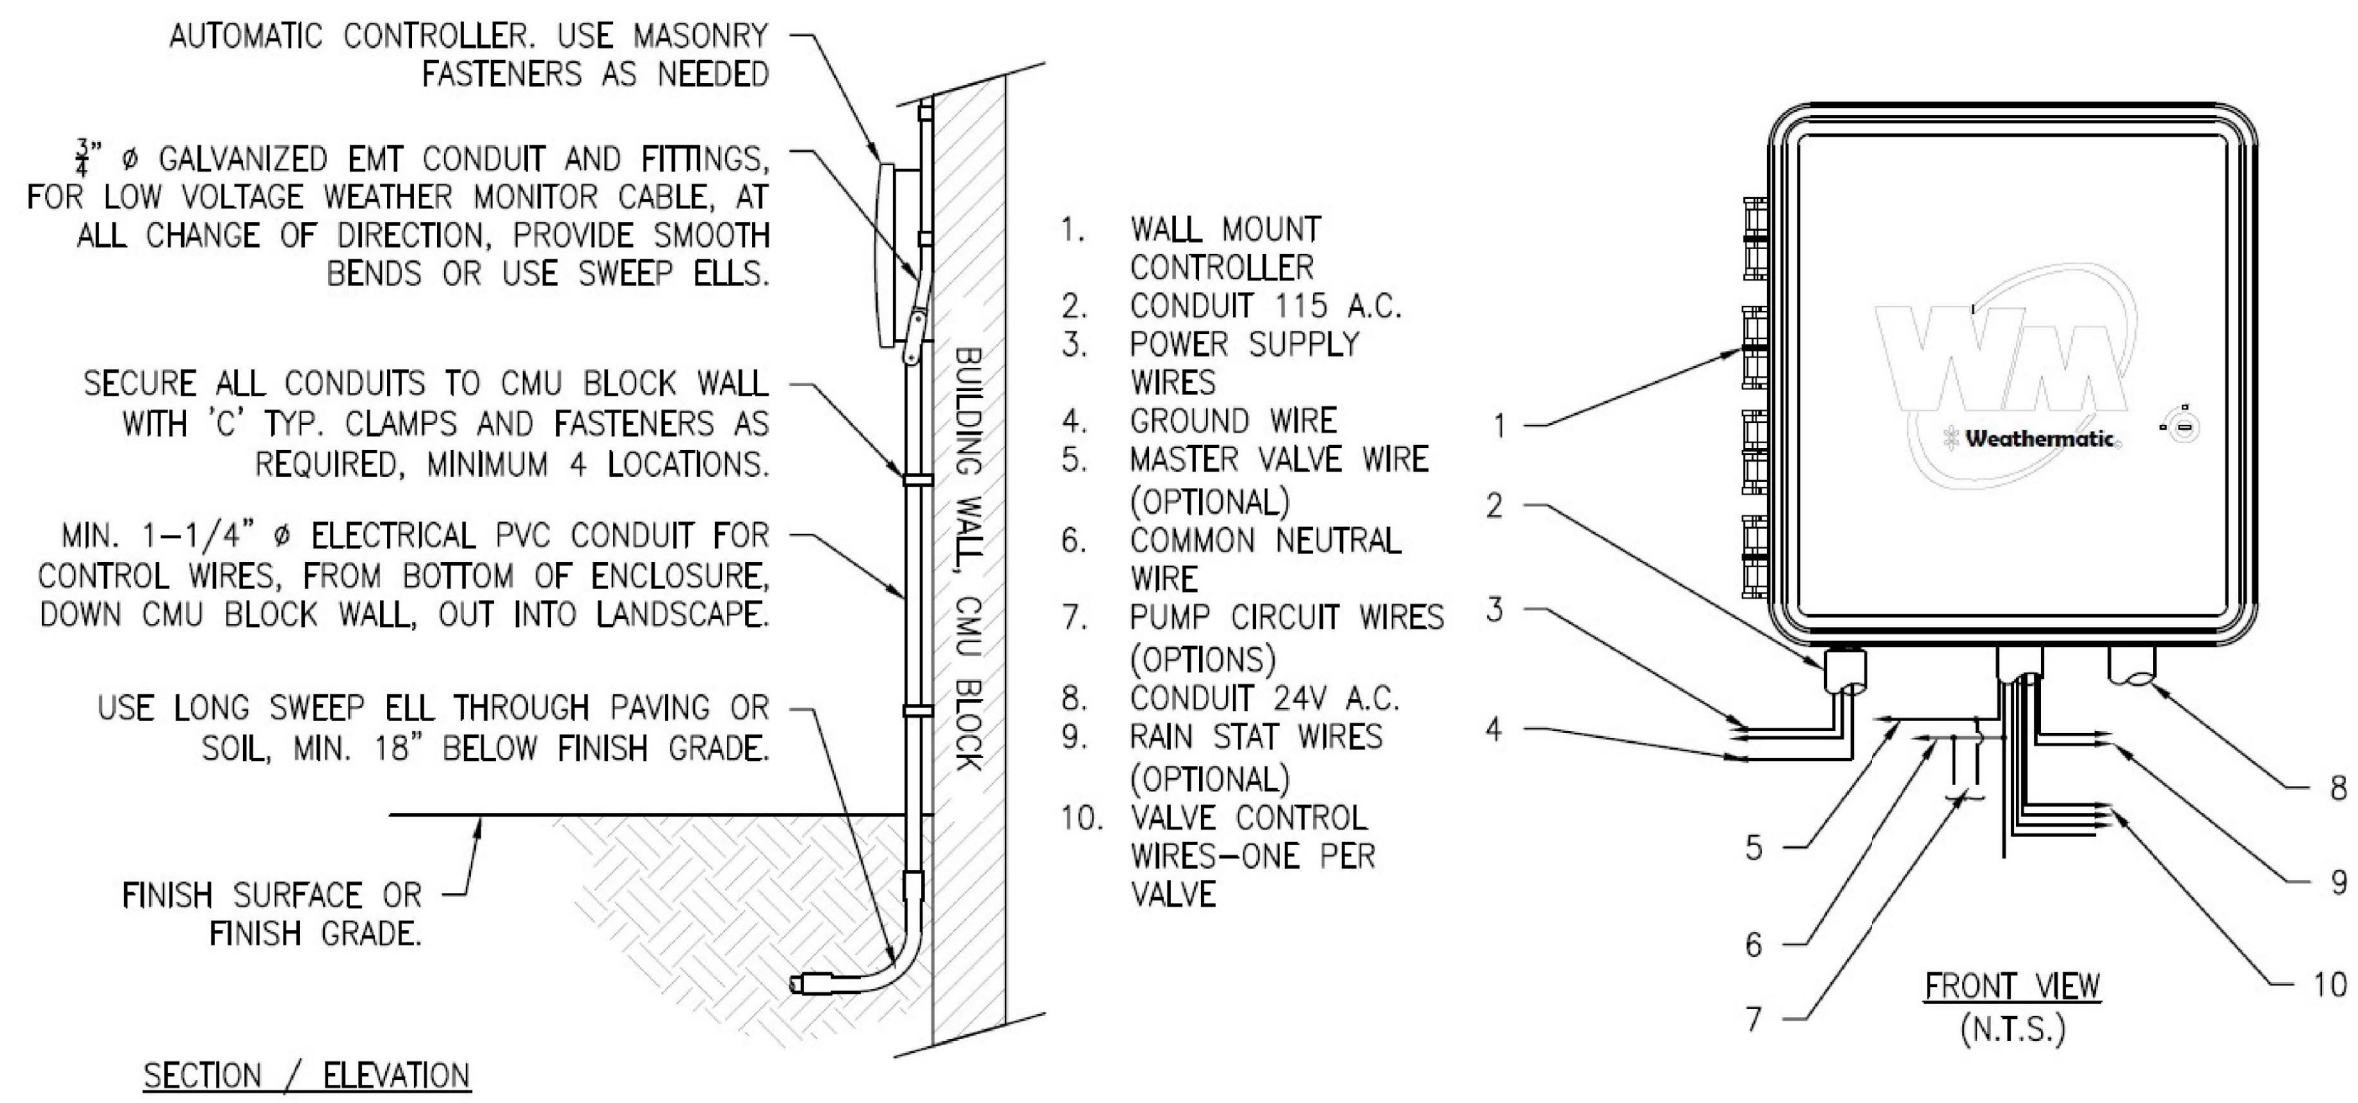 AUTOMATIC CONTROLLER. USE MASONRY
FASTENERS AS NEEDED
3/4" ø GALVANIZED EMT CONDUIT AND FITTINGS,
FOR LOW VOLTAGE WEATHER MONITOR CABLE, AT
ALL CHANGE OF DIRECTION, PROVIDE SMOOTH
BENDS OR USE SWEEP ELLS.
SECURE ALL CONDUITS TO CMU BLOCK WALL
WITH 'C' TYP. CLAMPS AND FASTENERS AS
REQUIRED, MINIMUM 4 LOCATIONS.
MIN. 1-1/4" ø ELECTRICAL PVC CONDUIT FOR
CONTROL WIRES, FROM BOTTOM OF ENCLOSURE,
DOWN CMU BLOCK WALL, OUT INTO LANDSCAPE.
USE LONG SWEEP ELL THROUGH PAVING OR
SOIL, MIN. 18" BELOW FINISH GRADE.
FINISH SURFACE OR
FINISH GRADE.
SECTION / ELEVATION
BUILDING WALL, CMU BLOCK
1. WALL MOUNT
CONTROLLER
2. CONDUIT 115 A.C.
3. POWER SUPPLY
WIRES
4. GROUND WIRE
5. MASTER VALVE WIRE
(OPTIONAL)
6. COMMON NEUTRAL
WIRE
7. PUMP CIRCUIT WIRES
(OPTIONS)
8. CONDUIT 24V A.C.
9. RAIN STAT WIRES
(OPTIONAL)
10. VALVE CONTROL
WIRES-ONE PER
VALVE
WM
Weathermatic
1
2
3
4
5
6
7
8
9
10
FRONT VIEW
(N.T.S.)